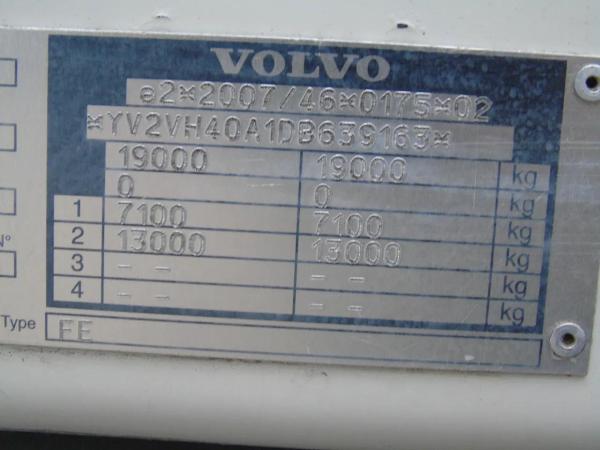 VOLVO
e2*2007/46*0175*02
*YV2VH40A1DB639163*
19000 19000 kg
0 0 kg
1 7100 7100 kg
2 13000 13000 kg
3 -- -- kg
4 -- -- kg
N°
Type FE